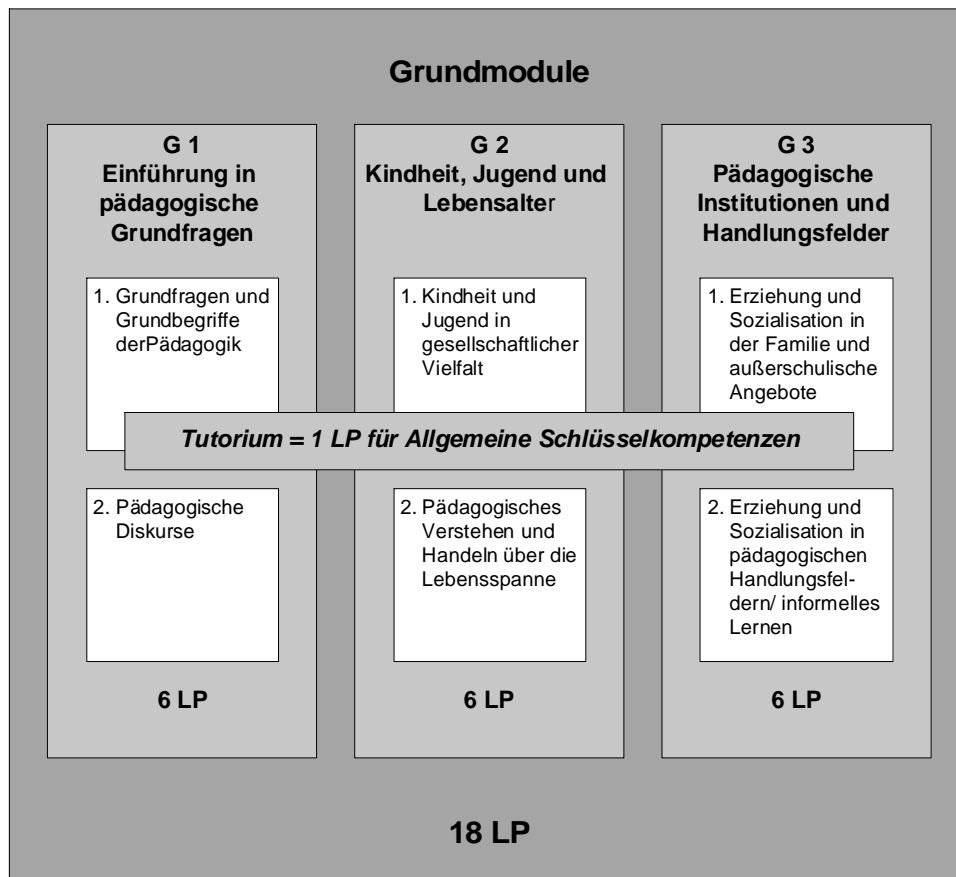 Grundmodule
G 1
Einführung in
pädagogische
Grundfragen
1. Grundfragen und
Grundbegriffe
derPädagogik
2. Pädagogische
Diskurse
6 LP
G 2
Kindheit, Jugend und
Lebensalter
1. Kindheit und
Jugend in
gesellschaftlicher
Vielfalt
2. Pädagogisches
Verstehen und
Handeln über die
Lebensspanne
6 LP
G 3
Pädagogische
Institutionen und
Handlungsfelder
1. Erziehung und
Sozialisation in
der Familie und
außerschulische
Angebote
2. Erziehung und
Sozialisation in
pädagogischen
Handlungsfel-
dern/ informelles
Lernen
6 LP
Tutorium = 1 LP für Allgemeine Schlüsselkompetenzen
18 LP